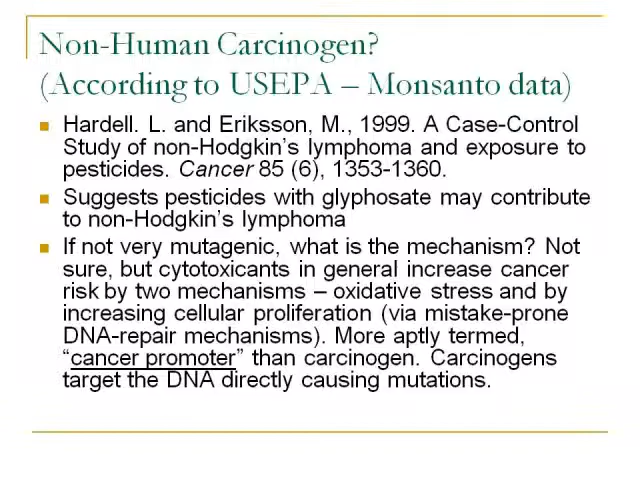 Non-Human Carcinogen?
(According to USEPA – Monsanto data)
Hardell. L. and Eriksson, M., 1999. A Case-Control
Study of non-Hodgkin's lymphoma and exposure to
pesticides. Cancer 85 (6), 1353-1360.
Suggests pesticides with glyphosate may contribute
to non-Hodgkin's lymphoma
If not very mutagenic, what is the mechanism? Not
sure, but cytotoxicants in general increase cancer
risk by two mechanisms – oxidative stress and by
increasing cellular proliferation (via mistake-prone
DNA-repair mechanisms). More aptly termed,
“cancer promoter” than carcinogen. Carcinogens
target the DNA directly causing mutations.